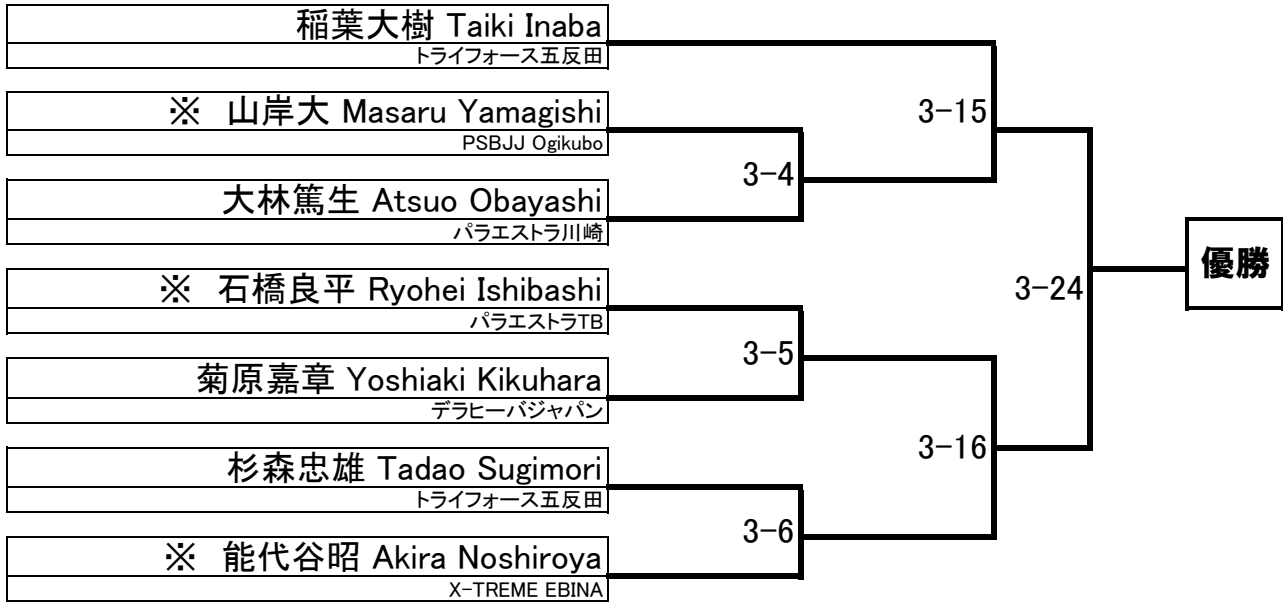 稲葉大樹 Taiki Inaba
トライフォース五反田
※ 山岸大 Masaru Yamagishi
PSBJJ Ogikubo
大林篤生 Atsuo Obayashi
パラエストラ川崎
※ 石橋良平 Ryohei Ishibashi
パラエストラTB
菊原嘉章 Yoshiaki Kikuhara
デラヒーバジャパン
杉森忠雄 Tadao Sugimori
トライフォース五反田
※ 能代谷昭 Akira Noshiroya
X-TREME EBINA
3-4
3-5
3-6
3-15
3-16
3-24
優勝